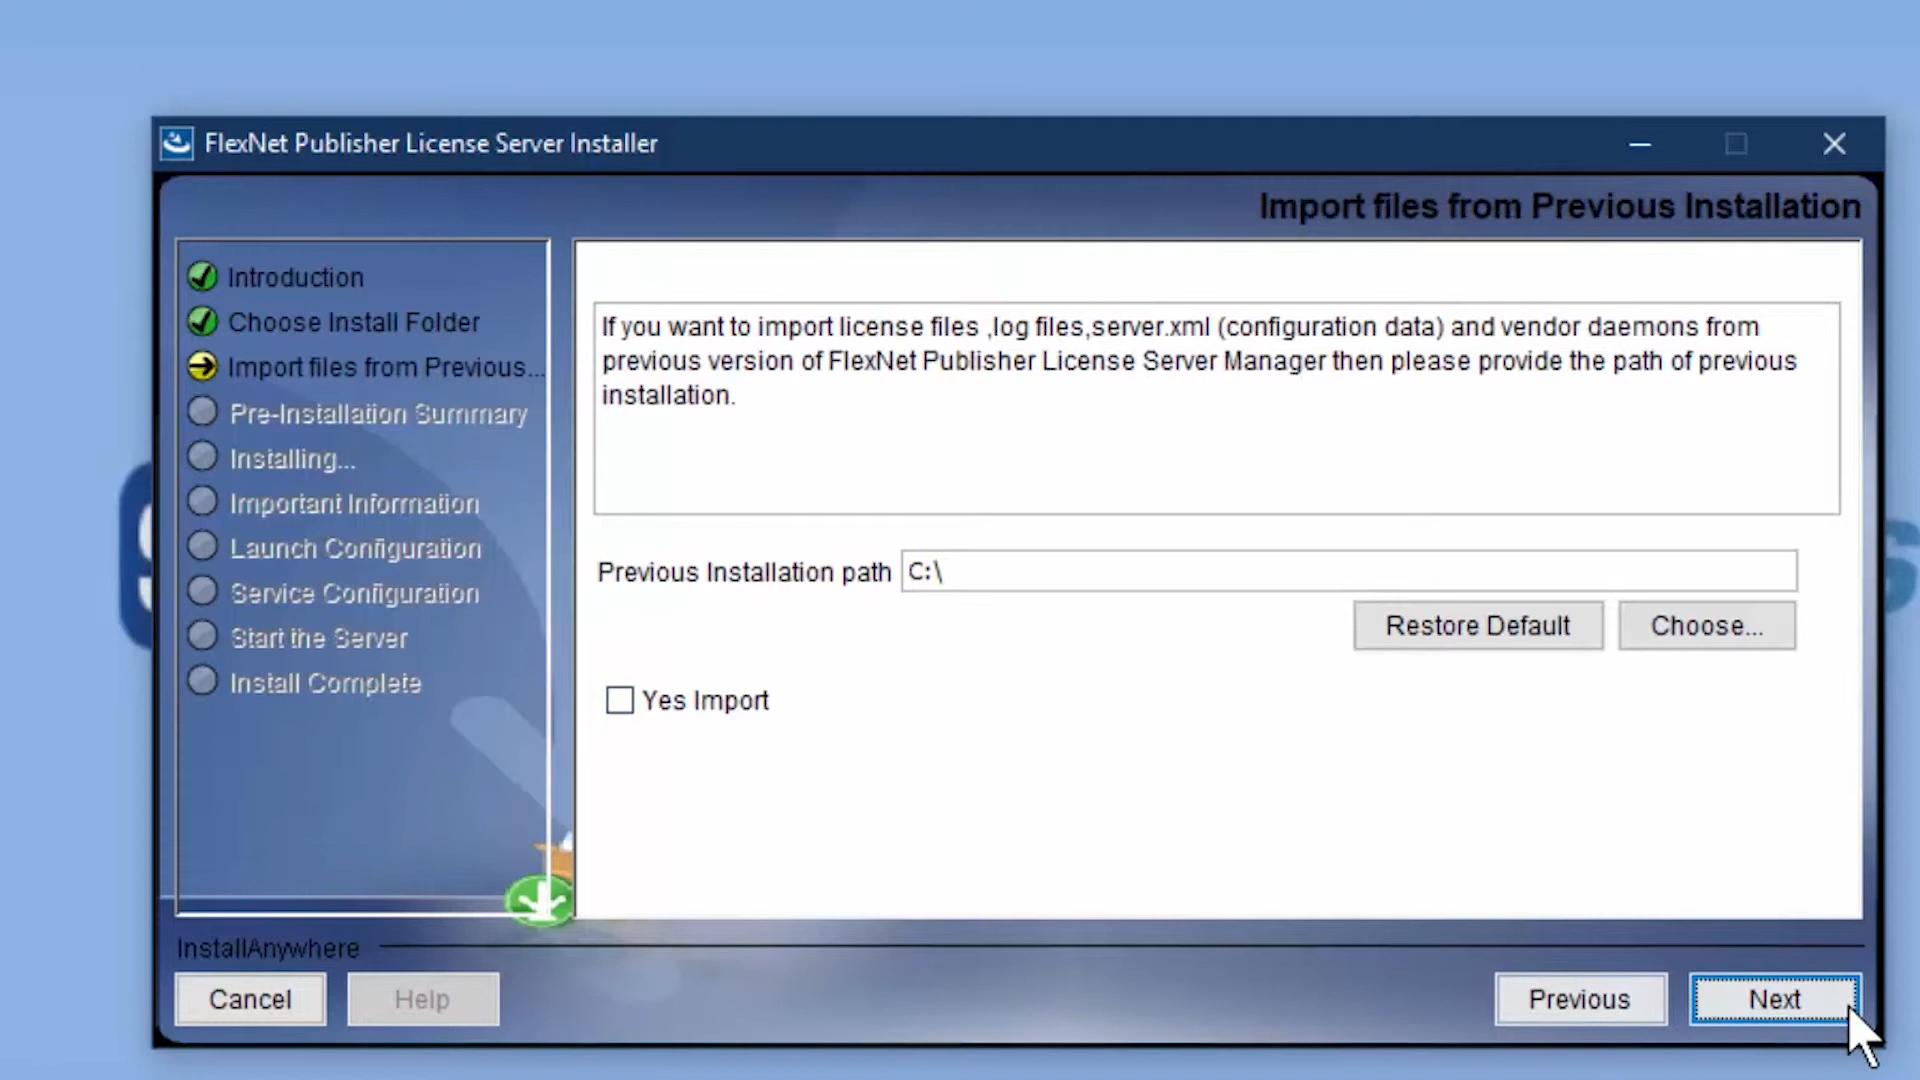 FlexNet Publisher License Server Installer
Import files from Previous Installation
Introduction
Choose Install Folder
Import files from Previous...
Pre-Installation Summary
Installing...
Important Information
Launch Configuration
Service Configuration
Start the Server
Install Complete
If you want to import license files ,log files,server.xml (configuration data) and vendor daemons from
previous version of FlexNet Publisher License Server Manager then please provide the path of previous
installation.
Previous Installation path C:\
Restore Default Choose...
Yes Import
InstallAnywhere
Cancel Help Previous Next